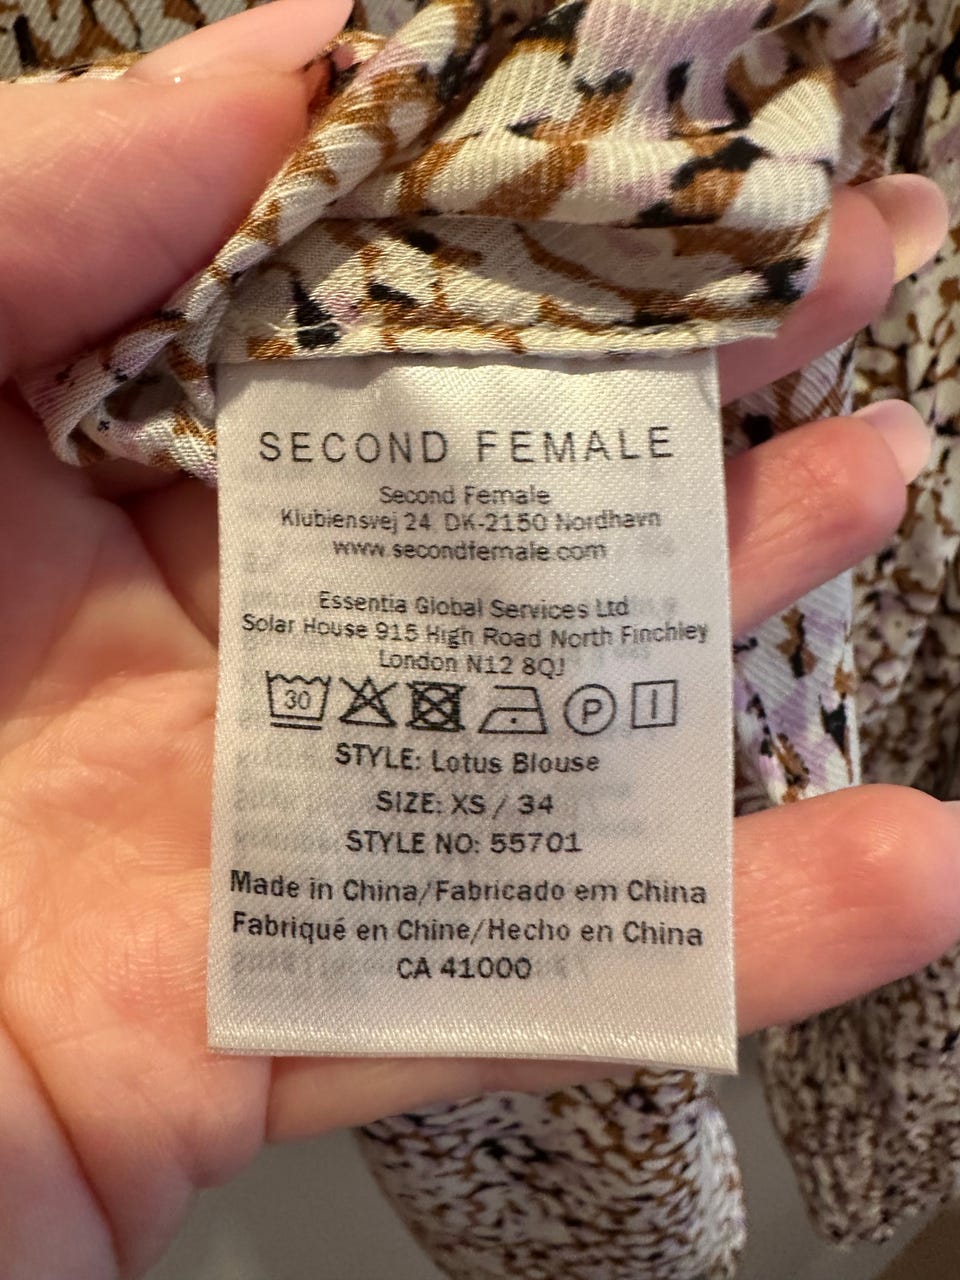 SECOND FEMALE
Second Female
Klubiensvej 24 DK-2150 Nordhavn
www.secondfemale.com
Essentia Global Services Ltd
Solar House 915 High Road North Finchley
London N12 8QJ
30 P
STYLE: Lotus Blouse
SIZE: XS / 34
STYLE NO: 55701
Made in China/Fabricado em China
Fabriqué en Chine/Hecho en China
CA 41000